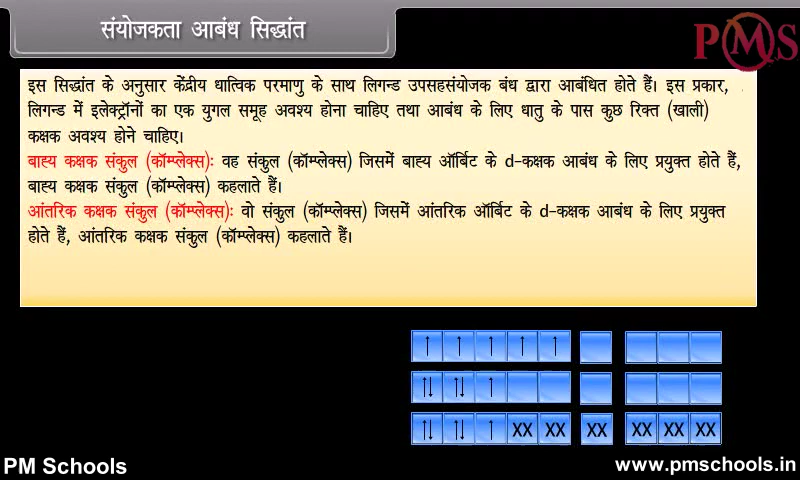 संयोजकता आबंध सिद्धांत
PMS
इस सिद्धांत के अनुसार केंद्रीय धात्विक परमाणु के साथ लिगन्ड उपसहसंयोजक बंध द्वारा आबंधित होते हैं। इस प्रकार,
लिगन्ड में इलेक्ट्रॉनों का एक युगल समूह अवश्य होना चाहिए तथा आबंध के लिए धातु के पास कुछ रिक्त (खाली)
कक्षक अवश्य होने चाहिए।
बाह्य कक्षक संकुल (कॉम्प्लेक्स): वह संकुल (कॉम्प्लेक्स) जिसमें बाह्य ऑर्बिट के d-कक्षक आबंध के लिए प्रयुक्त होते हैं,
बाह्य कक्षक संकुल (कॉम्प्लेक्स) कहलाते हैं।
आंतरिक कक्षक संकुल (कॉम्प्लेक्स): वो संकुल (कॉम्प्लेक्स) जिसमें आंतरिक ऑर्बिट के d-कक्षक आबंध के लिए प्रयुक्त
होते हैं, आंतरिक कक्षक संकुल (कॉम्प्लेक्स) कहलाते हैं।
↑ ↑ ↑ ↑ ↑
↑↓ ↑↓ ↑
↑↓ ↑↓ ↑ XX XX XX XX XX XX
PM Schools
www.pmschools.in